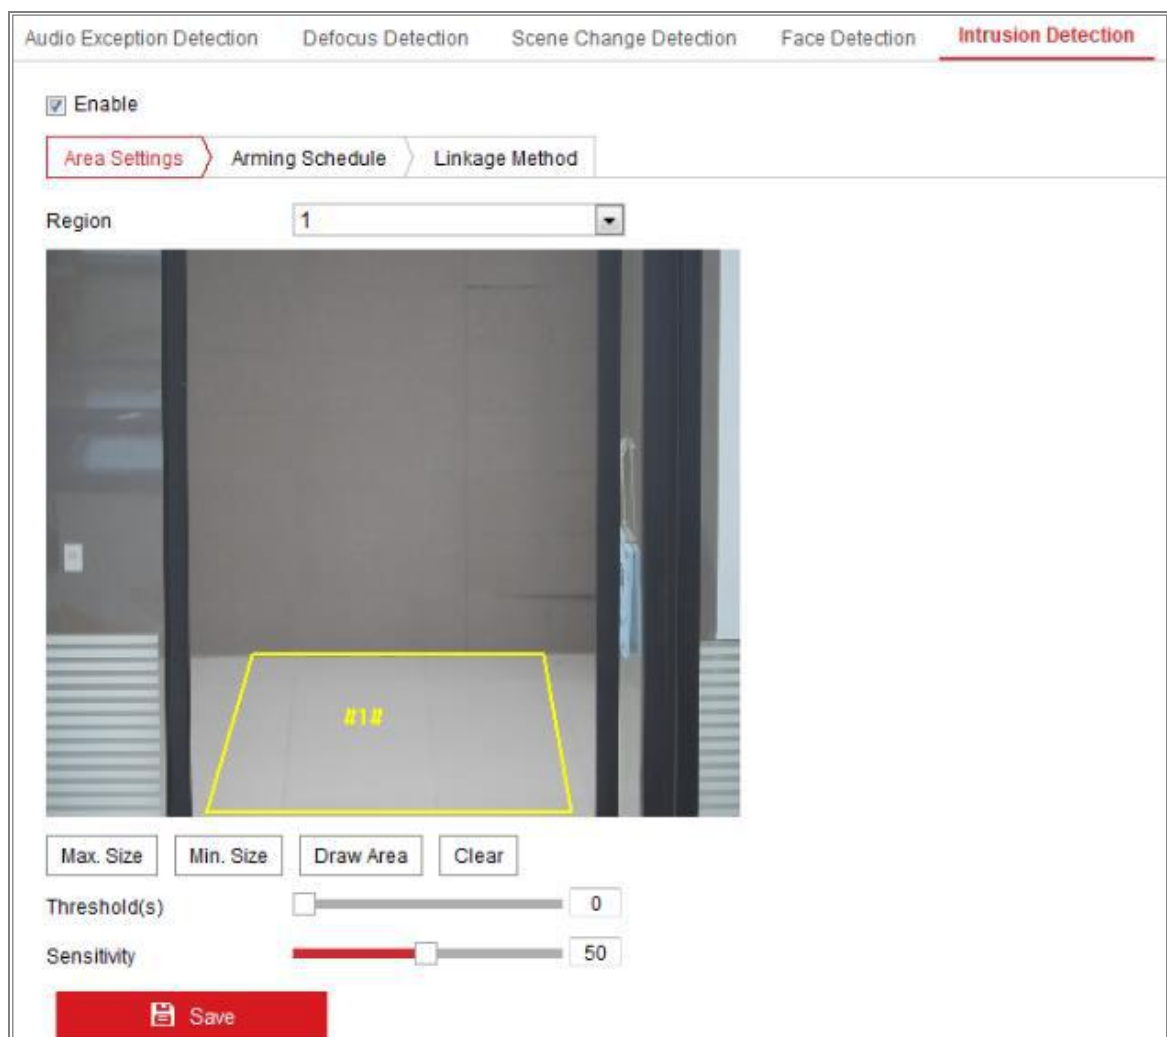 Audio Exception Detection Defocus Detection Scene Change Detection Face Detection Intrusion Detection
Enable
Area Settings Arming Schedule Linkage Method
Region 1
#1#
Max. Size Min. Size Draw Area Clear
Threshold(s) 0
Sensitivity 50
Save